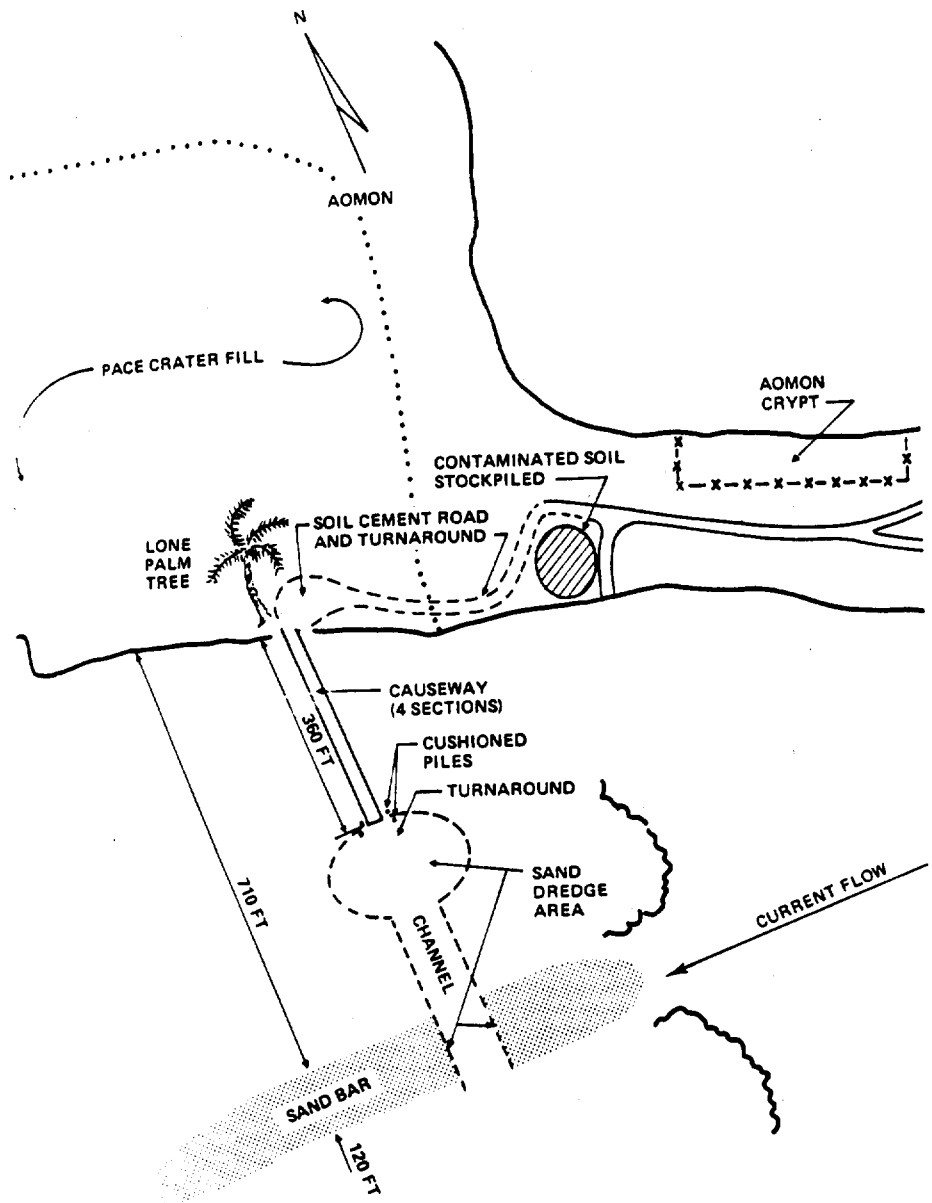 N
AOMON
PACE CRATER FILL
AOMON
CRYPT
CONTAMINATED SOIL
STOCKPILED
SOIL CEMENT ROAD
AND TURNAROUND
LONE
PALM
TREE
CAUSEWAY
(4 SECTIONS)
360 FT
CUSHIONED
PILES
TURNAROUND
SAND
DREDGE
AREA
710 FT
CHANNEL
CURRENT FLOW
SAND BAR
120 FT